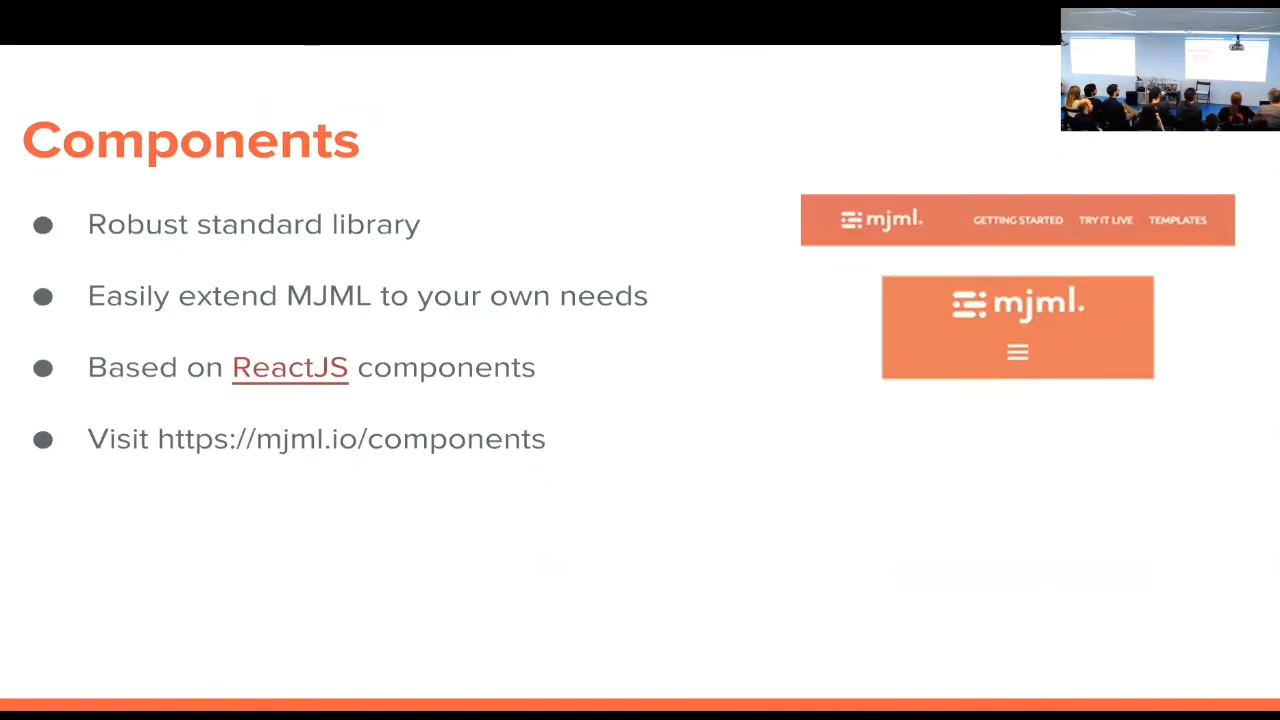 Components
● Robust standard library
● Easily extend MJML to your own needs
● Based on ReactJS components
● Visit https://mjml.io/components
mjml. GETTING STARTED TRY IT LIVE TEMPLATES
mjml.